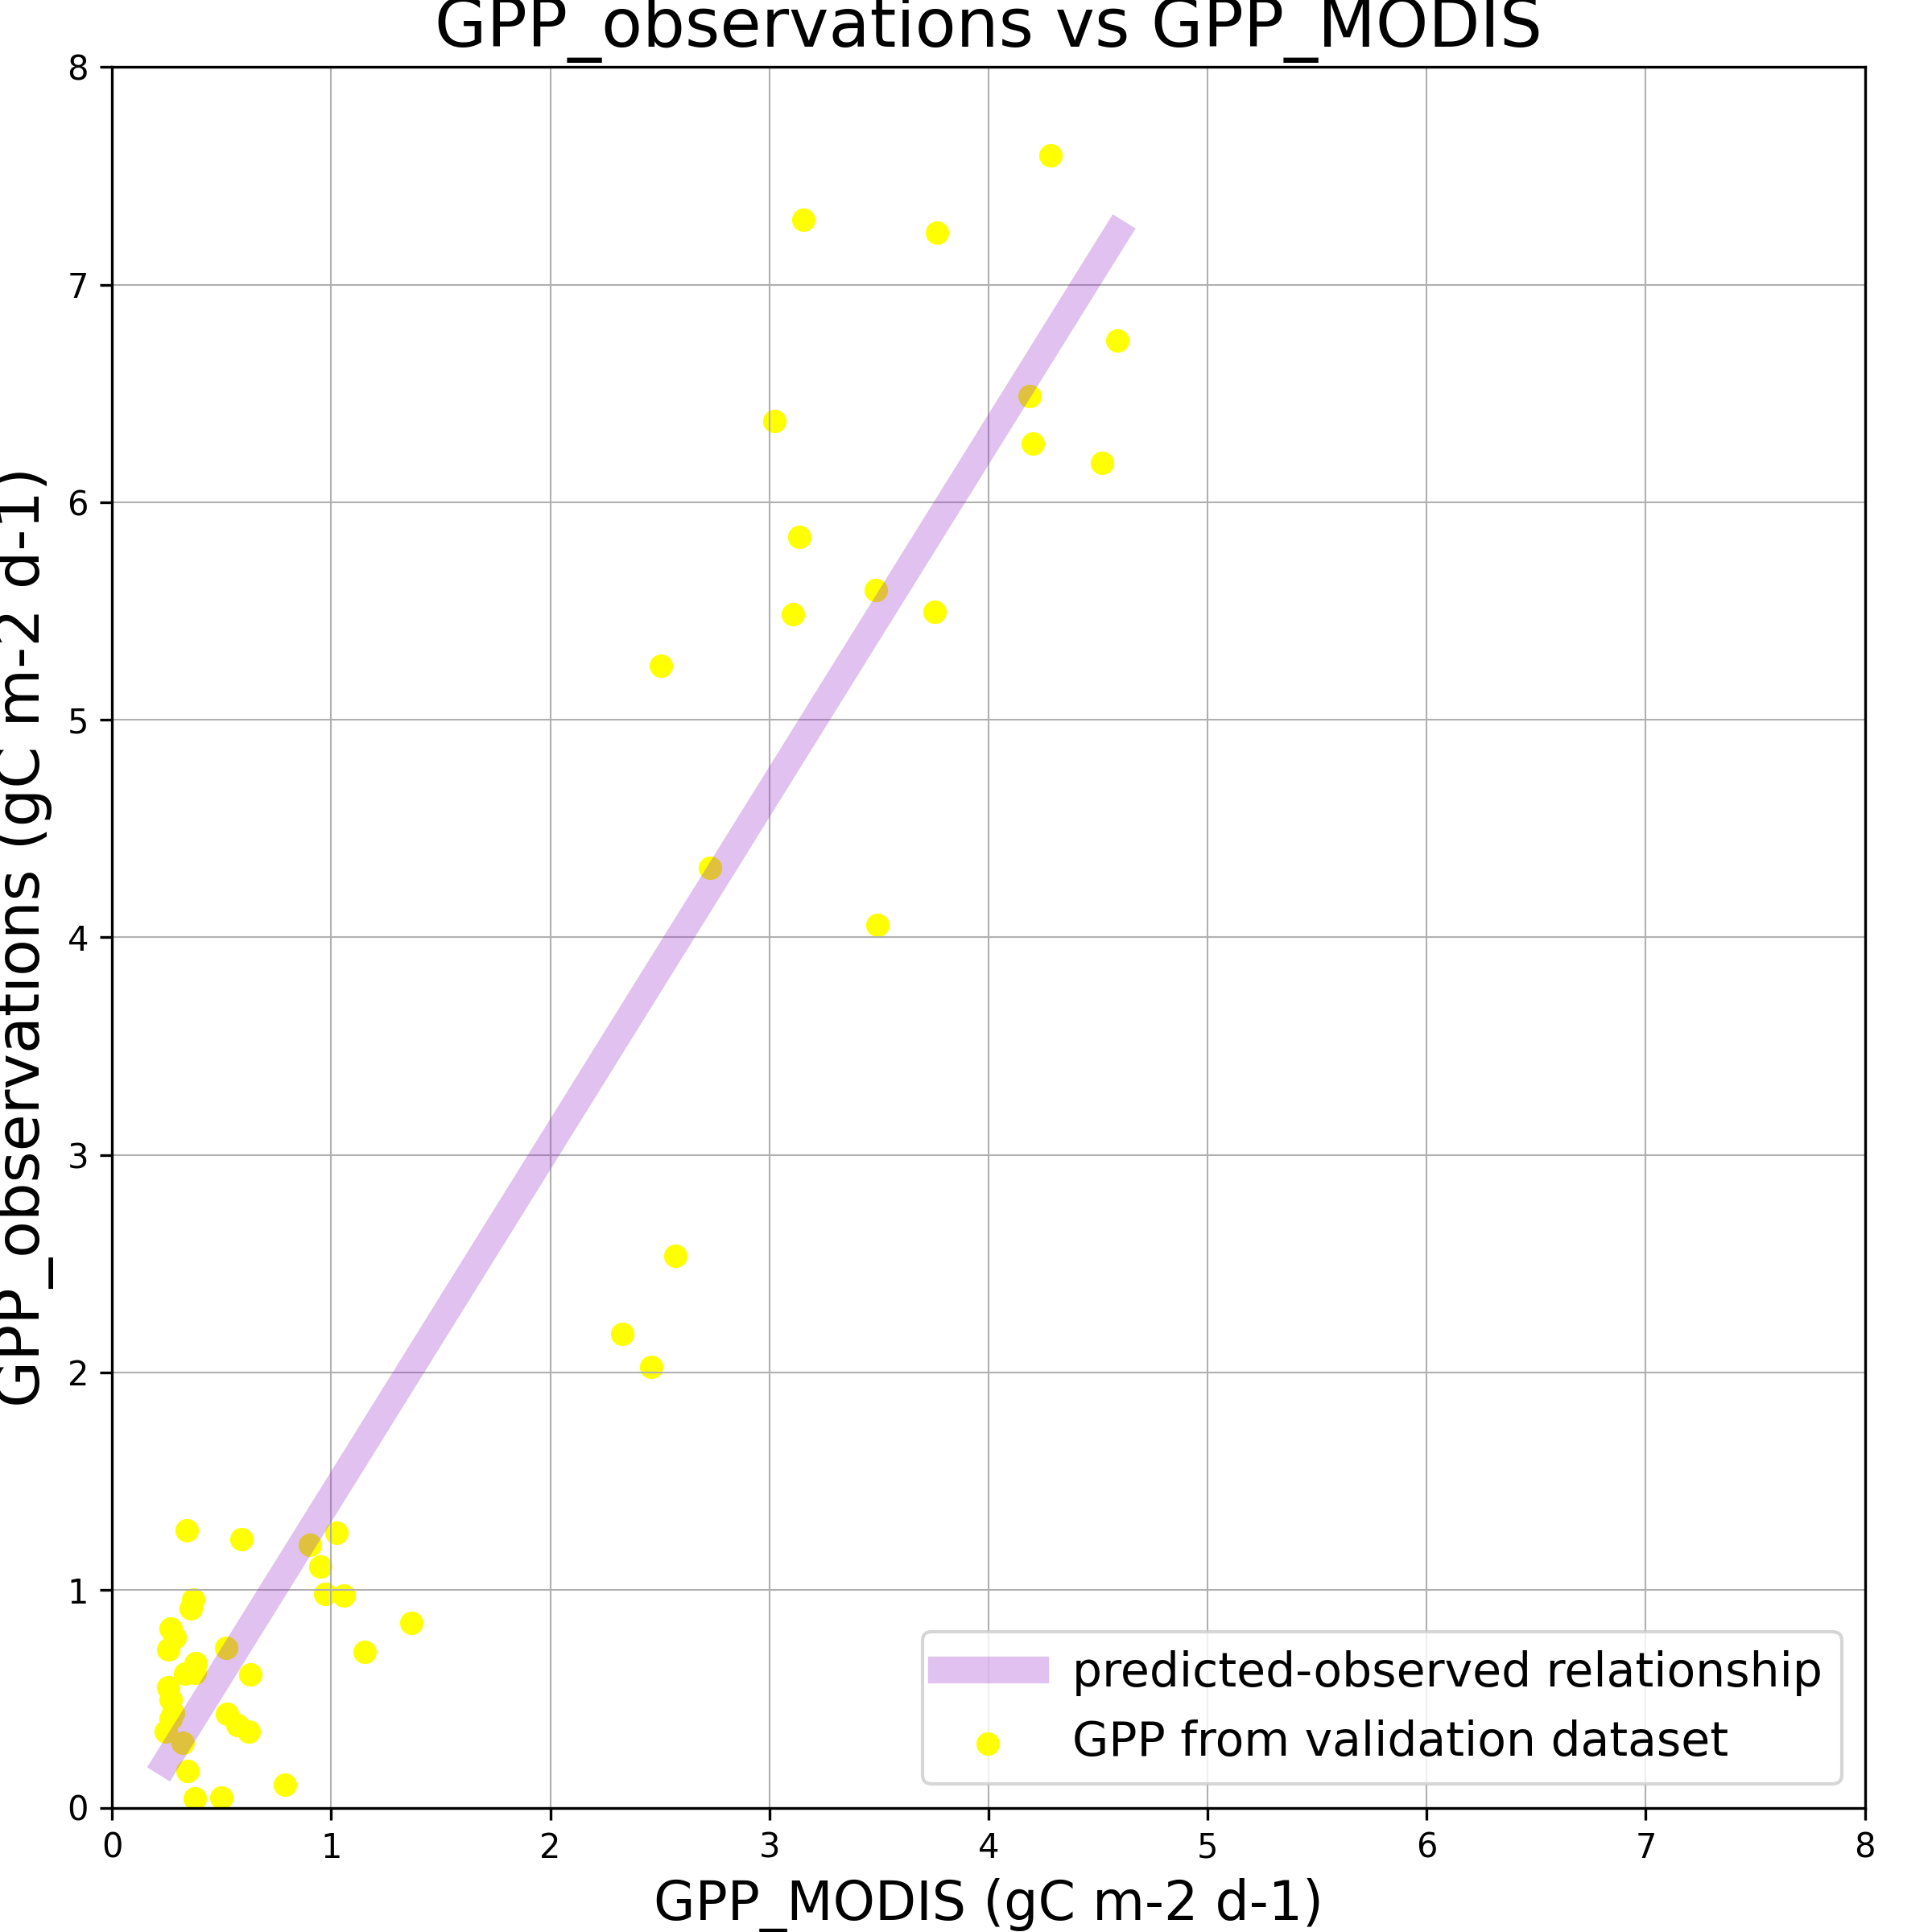 GPP_observations vs GPP_MODIS
8
7
6
5
4
3
2
1
0
GPP_observations (gC m-2 d-1)
predicted-observed relationship
GPP from validation dataset
0 1 2 3 4 5 6 7 8
GPP_MODIS (gC m-2 d-1)